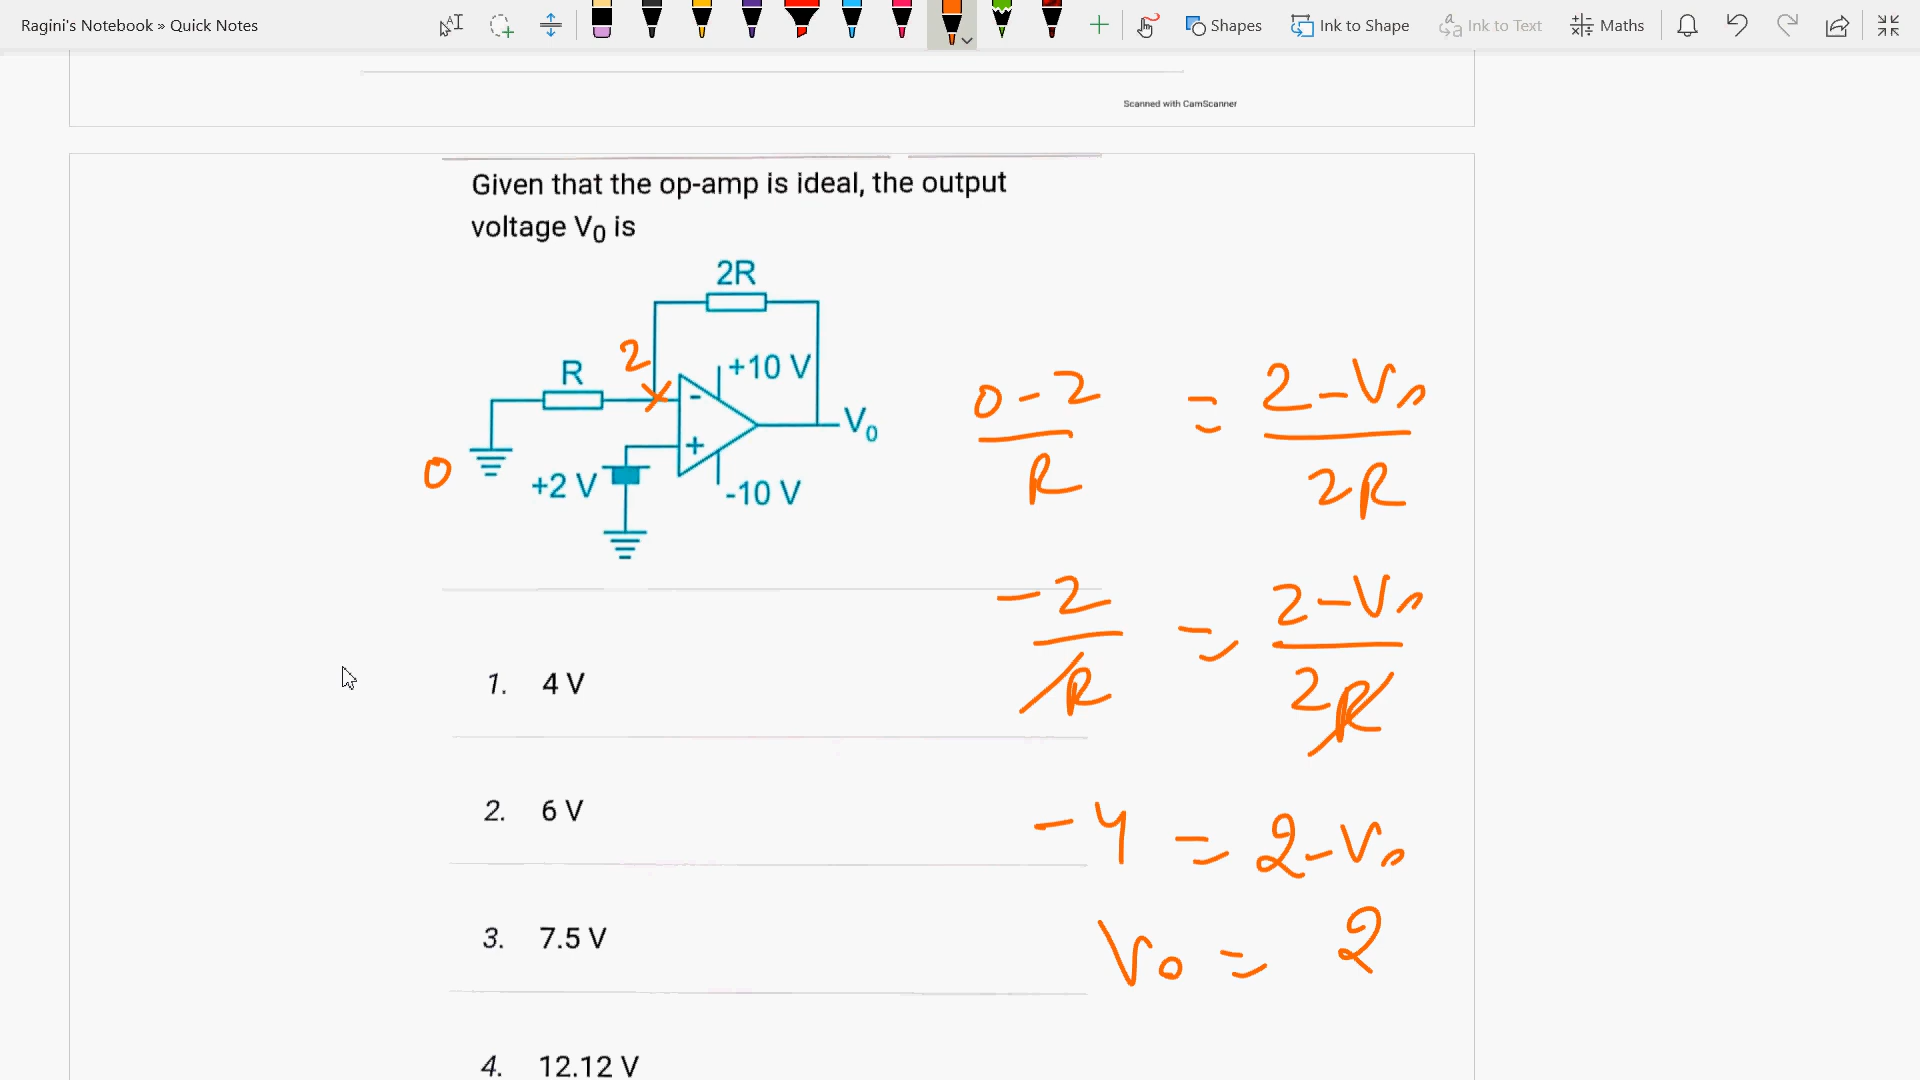 Ragini's Notebook » Quick Notes
Shapes
Ink to Shape
Ink to Text
Maths
Scanned with CamScanner
Given that the op-amp is ideal, the output
voltage V₀ is
2R
R
2
+10 V
-
+
V₀
0
+2 V
-10 V
0-2/R = 2-V₀/2R
-2/R = 2-V₀/2R
-4 = 2-V₀
V₀ = 2
1. 4 V
2. 6 V
3. 7.5 V
4. 12.12 V